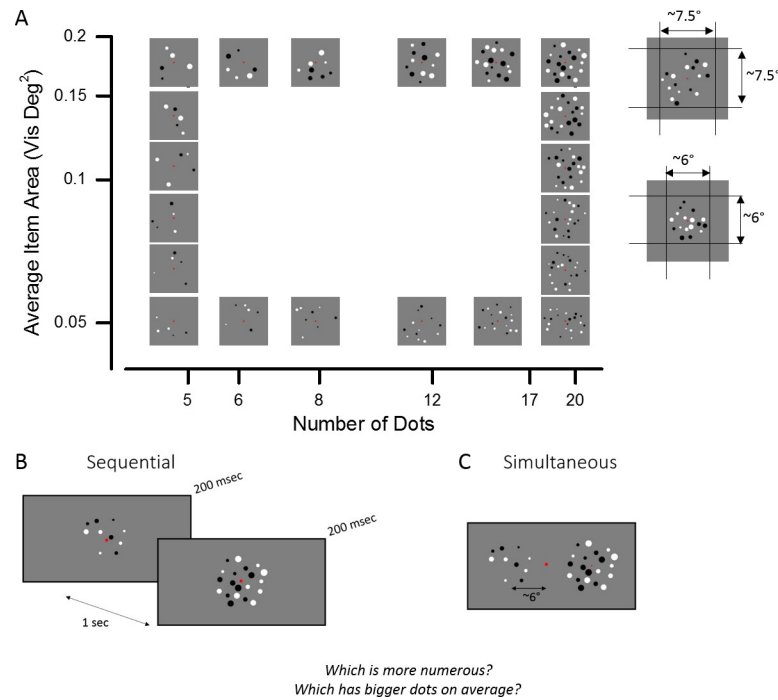 A
0.2
0.15
0.1
0.05
Average Item Area (Vis Deg²)
5 6 8 12 17 20
Number of Dots
~7.5°
~7.5°
~6°
~6°
B Sequential
200 msec
200 msec
1 sec
C Simultaneous
~6°
Which is more numerous?
Which has bigger dots on average?